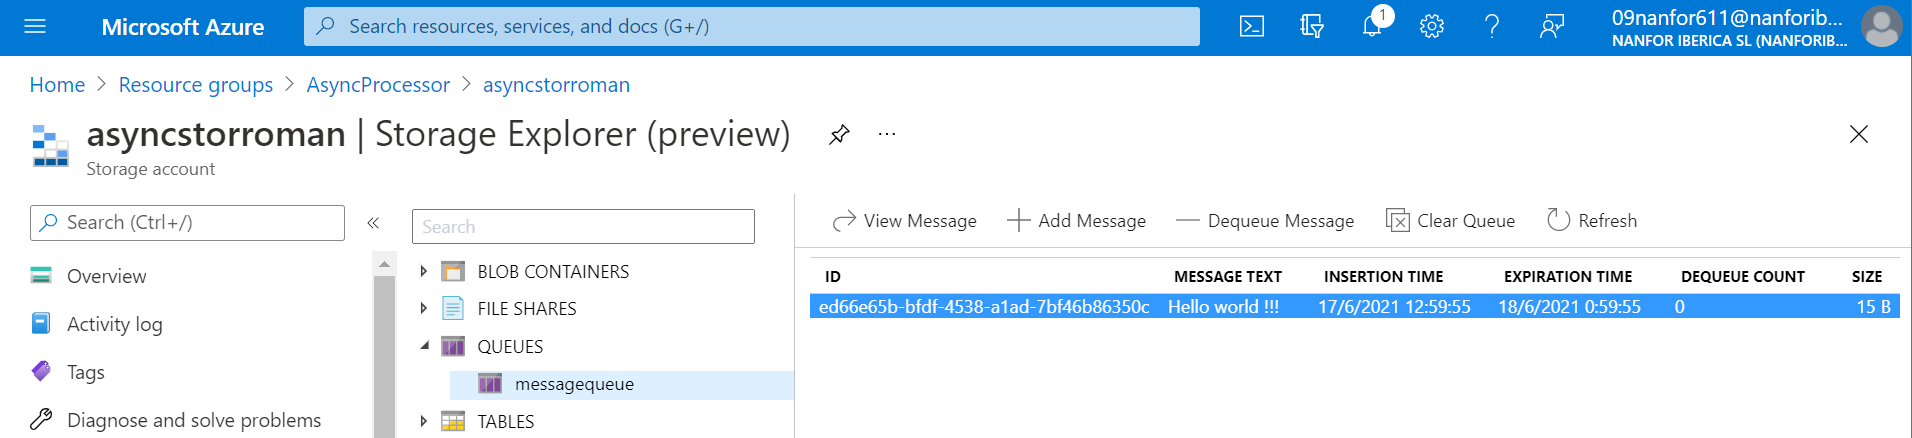 Microsoft Azure
Search resources, services, and docs (G+/)
1
09nanfor611@nanforib...
NANFOR IBERICA SL (NANFORIB...
Home > Resource groups > AsyncProcessor > asyncstorroman
asyncstorroman | Storage Explorer (preview)
...
Storage account
Search (Ctrl+/)
«
Overview
Activity log
Tags
Diagnose and solve problems
Search
BLOB CONTAINERS
FILE SHARES
QUEUES
messagequeue
TABLES
View Message
Add Message
Dequeue Message
Clear Queue
Refresh
ID MESSAGE TEXT INSERTION TIME EXPIRATION TIME DEQUEUE COUNT SIZE
ed66e65b-bfdf-4538-a1ad-7bf46b86350c Hello world !!! 17/6/2021 12:59:55 18/6/2021 0:59:55 0 15 B